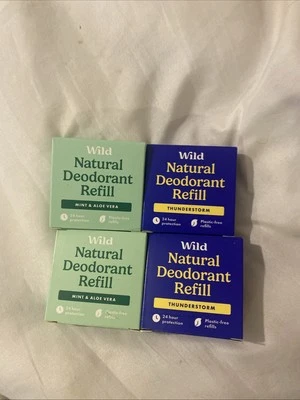 Wild
Natural
Deodorant
Refill
MINT & ALOE VERA
24 hour
protection
Plastic-free
refills
Wild
Natural
Deodorant
Refill
THUNDERSTORM
24 hour
protection
Plastic-free
refills
Wild
Natural
Deodorant
Refill
MINT & ALOE VERA
24 hour
protection
Plastic-free
refills
Wild
Natural
Deodorant
Refill
THUNDERSTORM
24 hour
protection
Plastic-free
refills